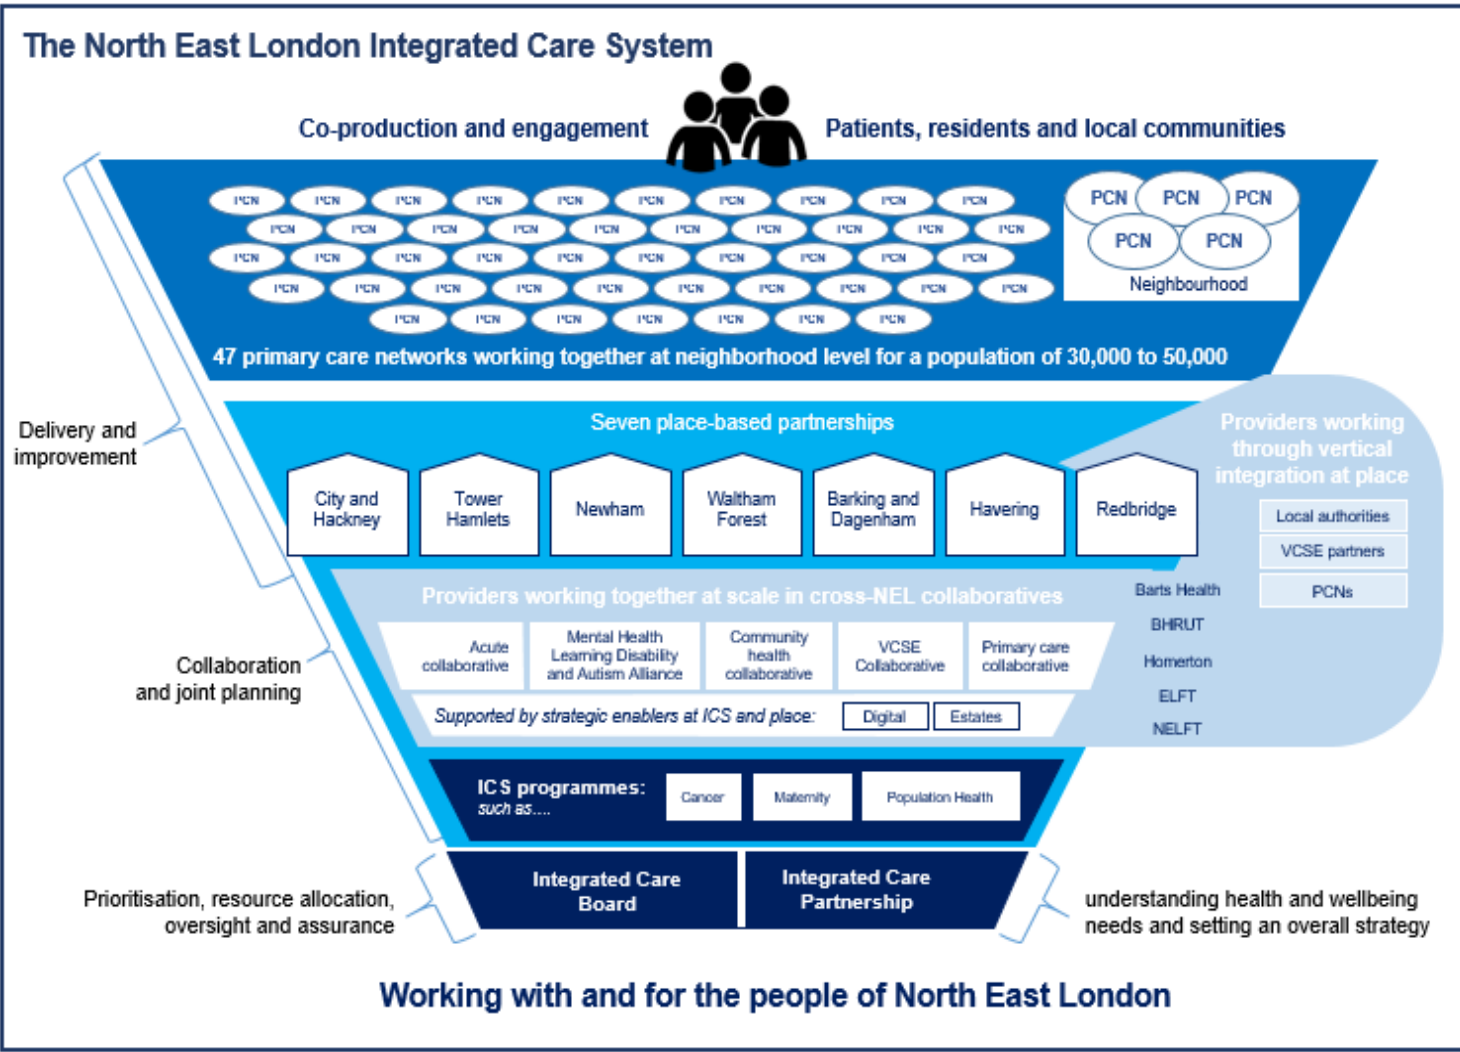 The North East London Integrated Care System
Co-production and engagement
Patients, residents and local communities
PCN PCN PCN PCN PCN PCN PCN PCN PCN PCN
PCN PCN PCN PCN PCN PCN PCN PCN PCN PCN
PCN PCN PCN PCN PCN PCN PCN PCN PCN PCN
PCN PCN PCN PCN PCN PCN PCN PCN PCN PCN
PCN PCN PCN PCN PCN PCN PCN
PCN PCN PCN
PCN PCN
Neighbourhood
47 primary care networks working together at neighborhood level for a population of 30,000 to 50,000
Delivery and
improvement
Seven place-based partnerships
City and
Hackney
Tower
Hamlets
Newham
Waltham
Forest
Barking and
Dagenham
Havering
Redbridge
Providers working
through vertical
integration at place
Local authorities
VCSE partners
PCNs
Barts Health
BHRUT
Homerton
ELFT
NELFT
Collaboration
and joint planning
Providers working together at scale in cross-NEL collaboratives
Acute
collaborative
Mental Health
Learning Disability
and Autism Alliance
Community
health
collaborative
VCSE
Collaborative
Primary care
collaborative
Supported by strategic enablers at ICS and place:
Digital
Estates
ICS programmes:
such as....
Cancer
Maternity
Population Health
Prioritisation, resource allocation,
oversight and assurance
Integrated Care
Board
Integrated Care
Partnership
understanding health and wellbeing
needs and setting an overall strategy
Working with and for the people of North East London